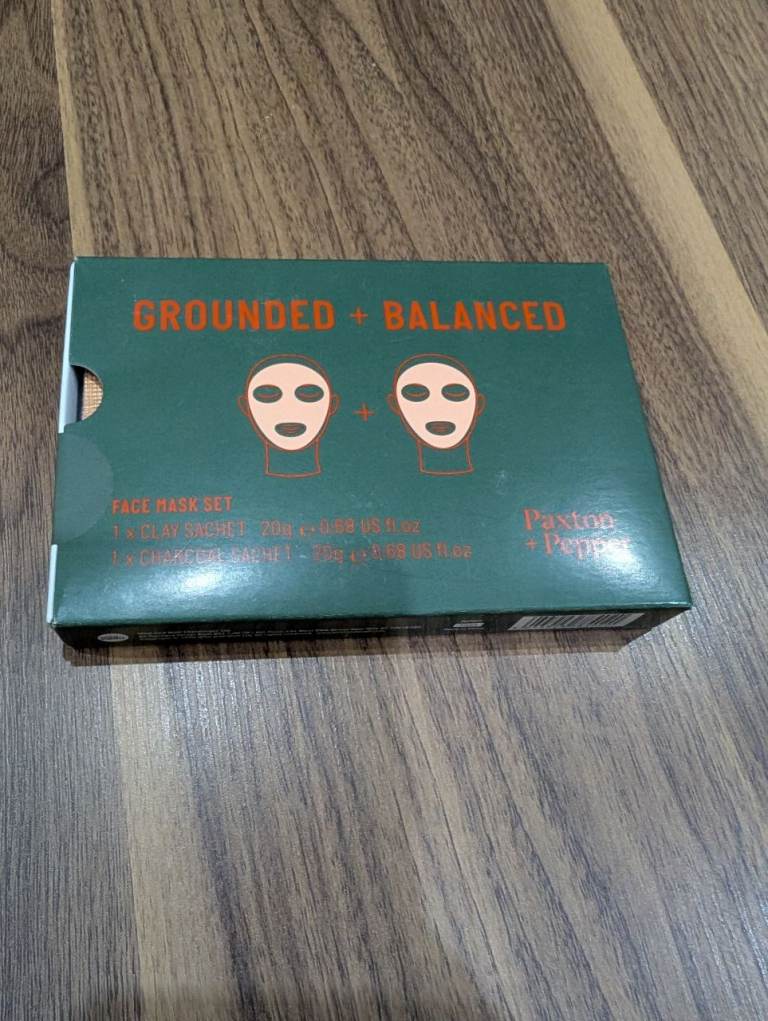 GROUNDED + BALANCED
+
FACE MASK SET
1 x CLAY SACHET 20g ℮ 0.68 US fl.oz
1 x CHARCOAL SACHET 20g ℮ 0.68 US fl.oz
Paxton
+ Pepper